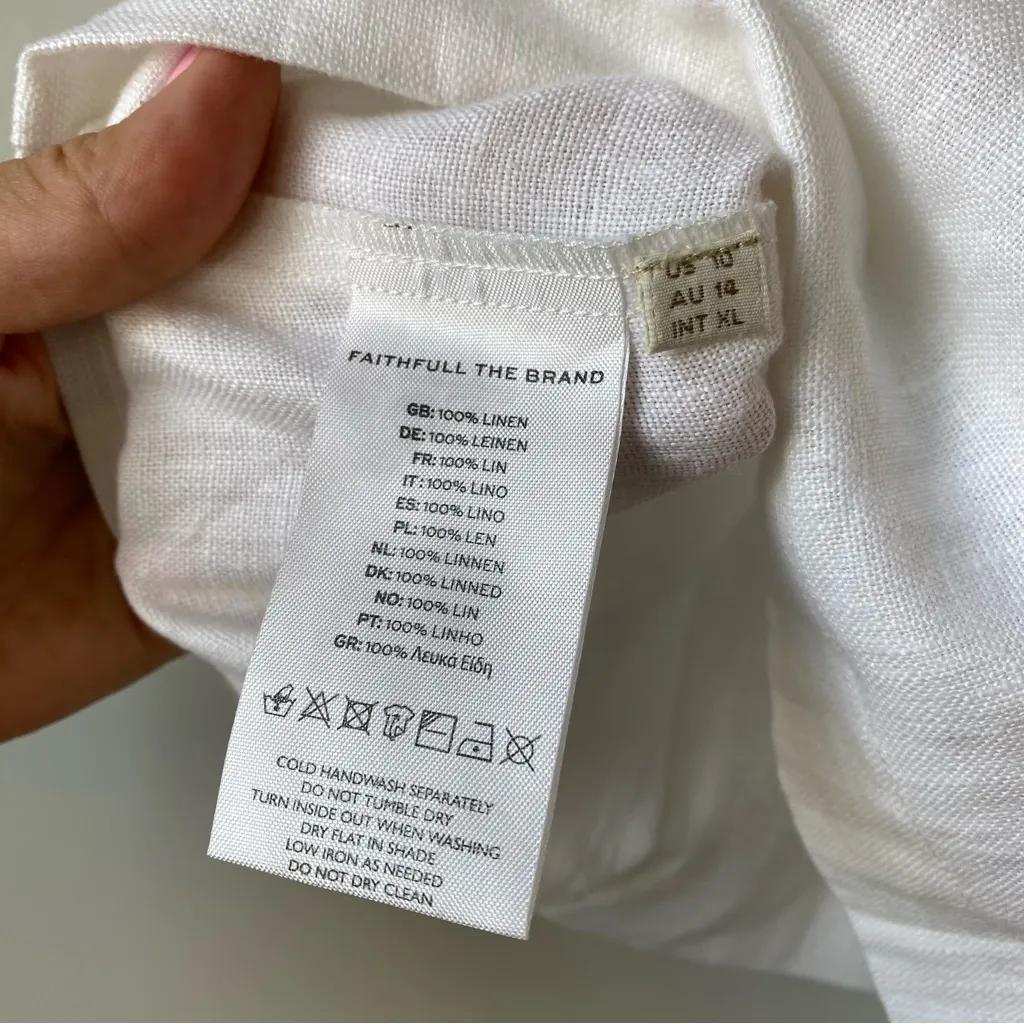 FAITHFULL THE BRAND
GB: 100% LINEN
DE: 100% LEINEN
FR: 100% LIN
IT: 100% LINO
ES: 100% LINO
PL: 100% LEN
NL: 100% LINNEN
DK: 100% LINNED
NO: 100% LIN
PT: 100% LINHO
GR: 100% Λευκά Είδη
COLD HANDWASH SEPARATELY
DO NOT TUMBLE DRY
TURN INSIDE OUT WHEN WASHING
DRY FLAT IN SHADE
LOW IRON AS NEEDED
DO NOT DRY CLEAN
US 10
AU 14
INT XL